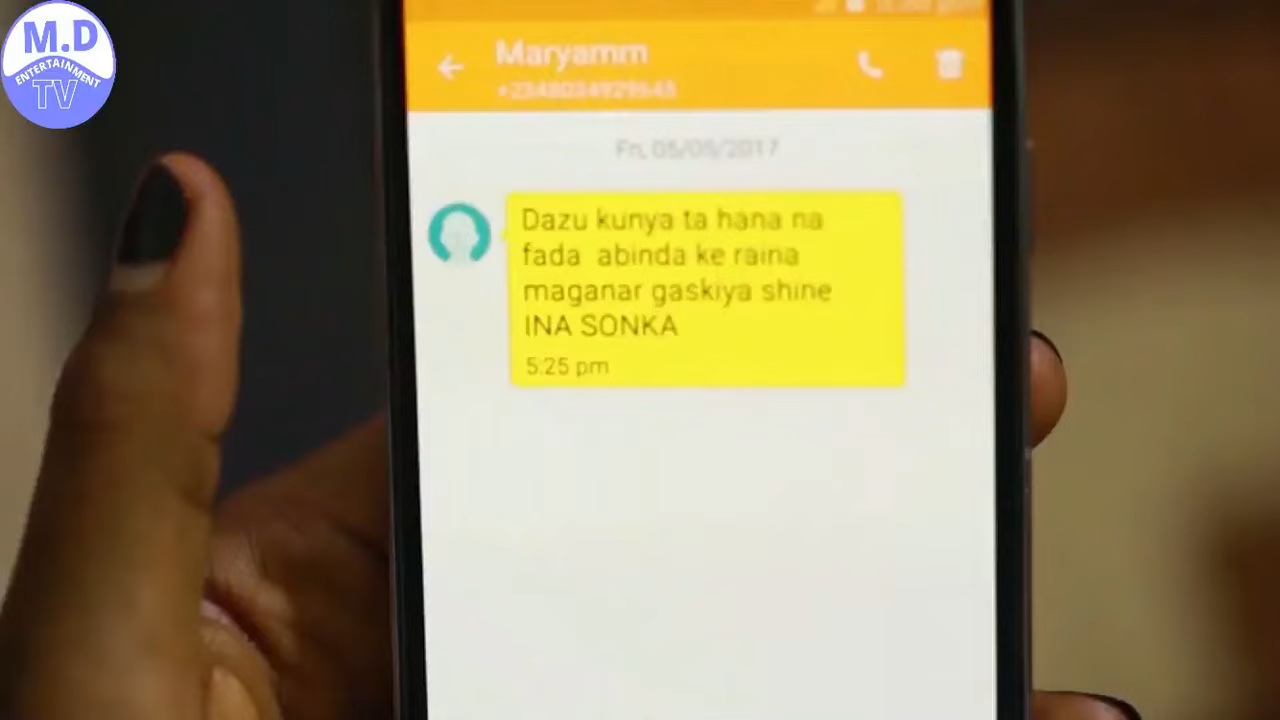 M.D
ENTERTAINMENT
TV
Maryamm
Fri, 05/05/2017
Dazu kunya ta hana na
fada abinda ke raina
maganar gaskiya shine
INA SONKA
5:25 pm